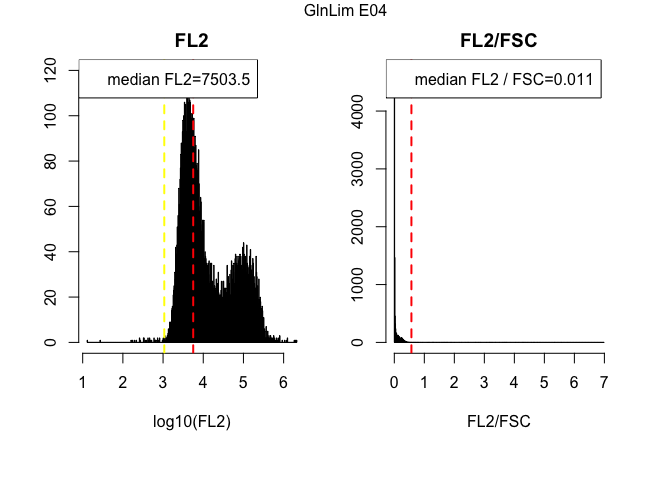 GlnLim E04
FL2
median FL2=7503.5
0
20
40
60
80
100
120
1 2 3 4 5 6
log10(FL2)
FL2/FSC
median FL2 / FSC=0.011
0
1000
2000
3000
4000
0 1 2 3 4 5 6 7
FL2/FSC